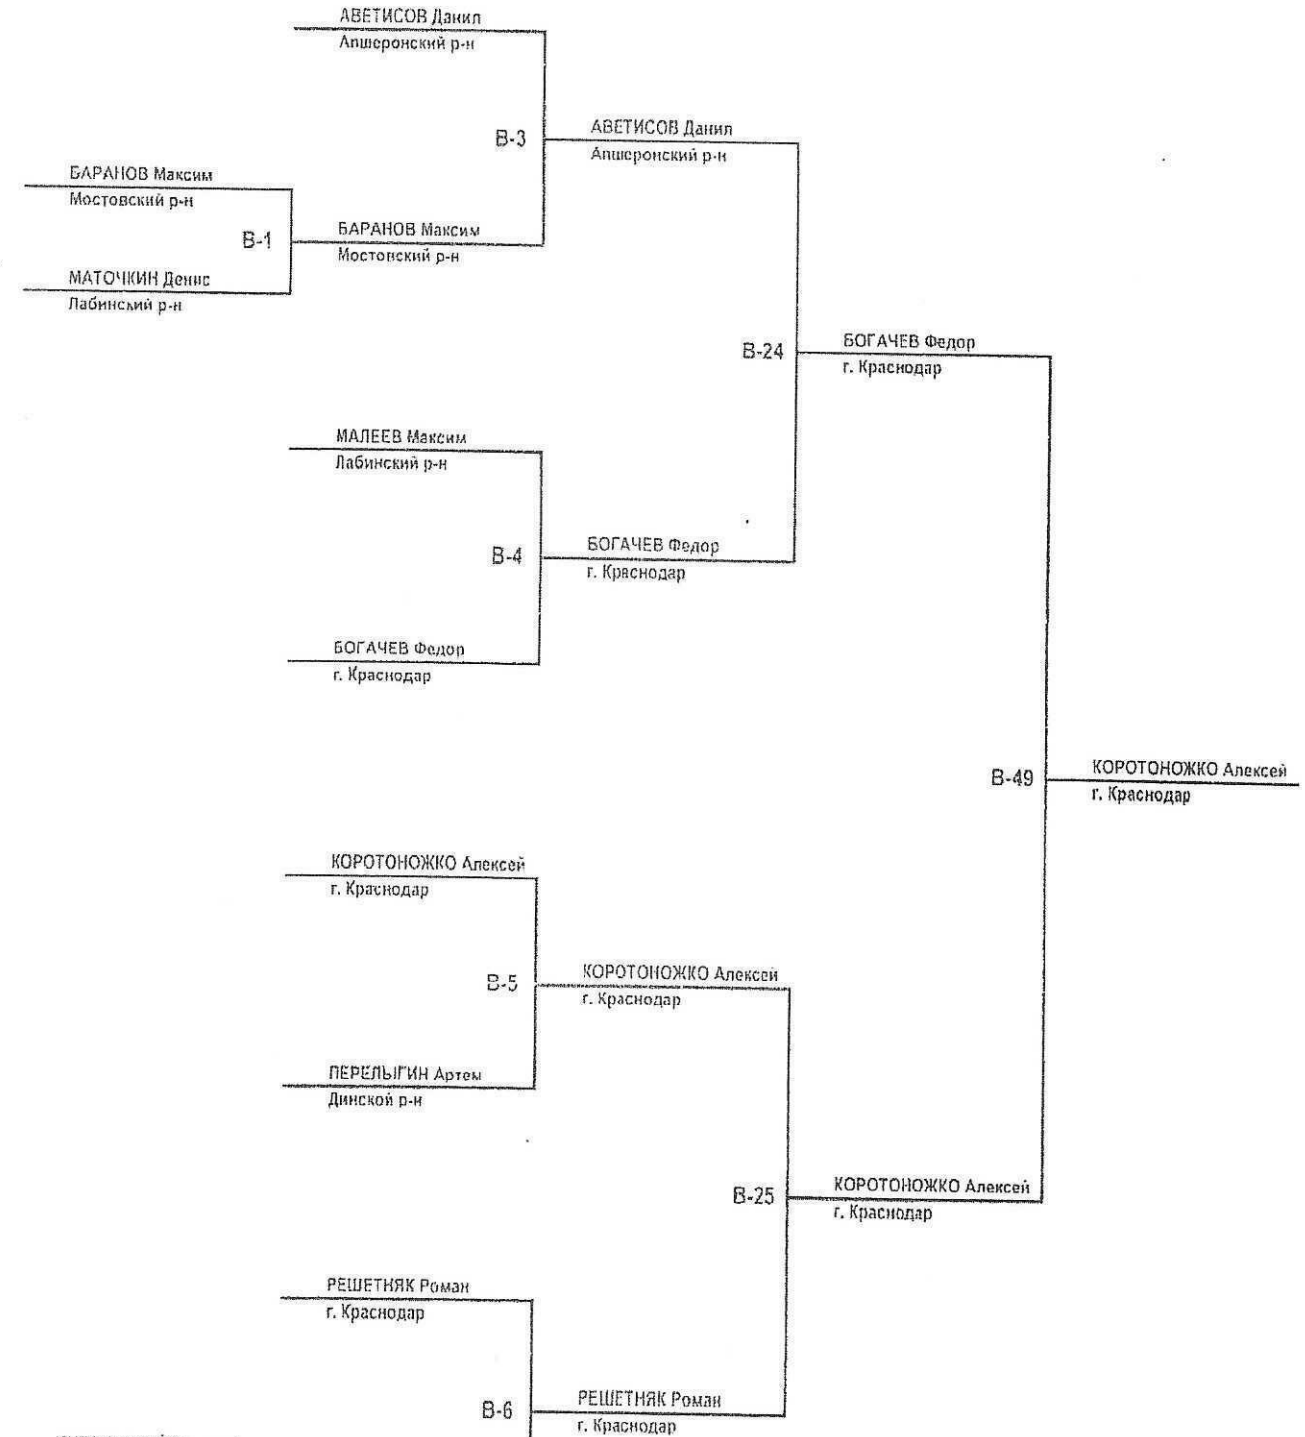 АВЕТИСОВ Данил
Апшеронский р-н
В-3
АВЕТИСОВ Данил
Апшеронский р-н
БАРАНОВ Максим
Мостовский р-н
В-1
БАРАНОВ Максим
Мостовский р-н
МАТОЧКИН Денис
Лабинский р-н
В-24
БОГАЧЕВ Федор
г. Краснодар
МАЛЕЕВ Максим
Лабинский р-н
В-4
БОГАЧЕВ Федор
г. Краснодар
БОГАЧЕВ Федор
г. Краснодар
В-49
КОРОТОНОЖКО Алексей
г. Краснодар
КОРОТОНОЖКО Алексей
г. Краснодар
В-5
КОРОТОНОЖКО Алексей
г. Краснодар
ПЕРЕЛЫГИН Артем
Динской р-н
В-25
КОРОТОНОЖКО Алексей
г. Краснодар
РЕШЕТНЯК Роман
г. Краснодар
В-6
РЕШЕТНЯК Роман
г. Краснодар